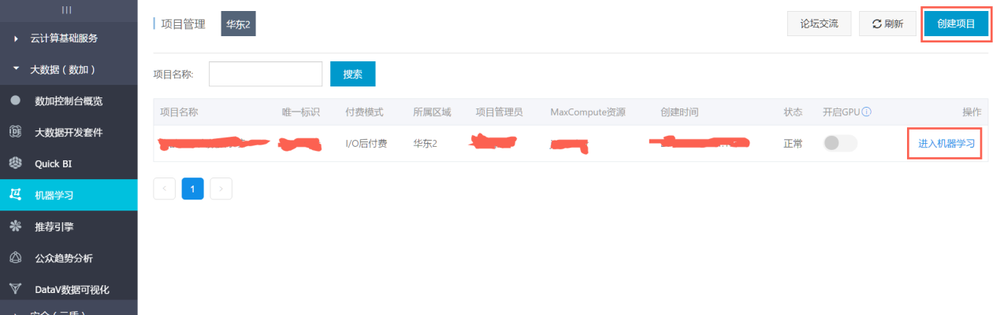 云计算基础服务
大数据（数加）
数加控制台概览
大数据开发套件
Quick BI
机器学习
推荐引擎
公众趋势分析
DataV数据可视化
项目管理 华东2 论坛交流 刷新 创建项目
项目名称: 搜索
项目名称 唯一标识 付费模式 所属区域 项目管理员 MaxCompute资源 创建时间 状态 开启GPU 操作
I/O后付费 华东2 正常 进入机器学习
< 1 >